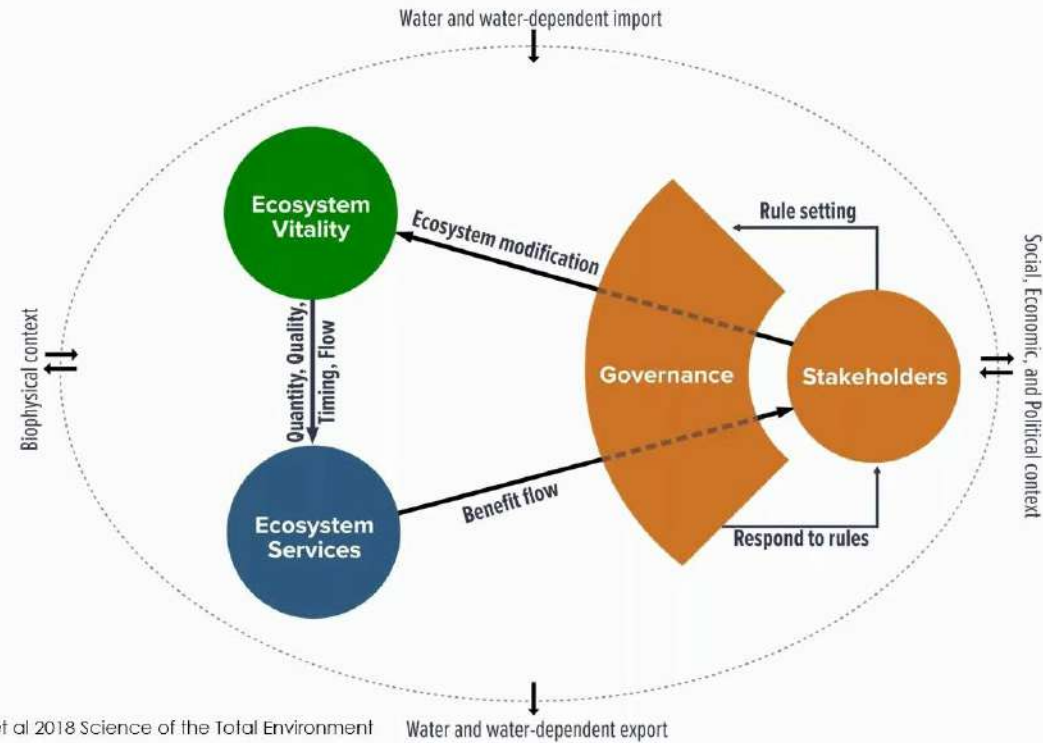 Water and water-dependent import
Ecosystem
Vitality
Ecosystem modification
Rule setting
Biophysical context
Quantity, Quality,
Timing, Flow
Governance
Stakeholders
Social, Economic, and Political context
Ecosystem
Services
Benefit flow
Respond to rules
et al 2018 Science of the Total Environment
Water and water-dependent export